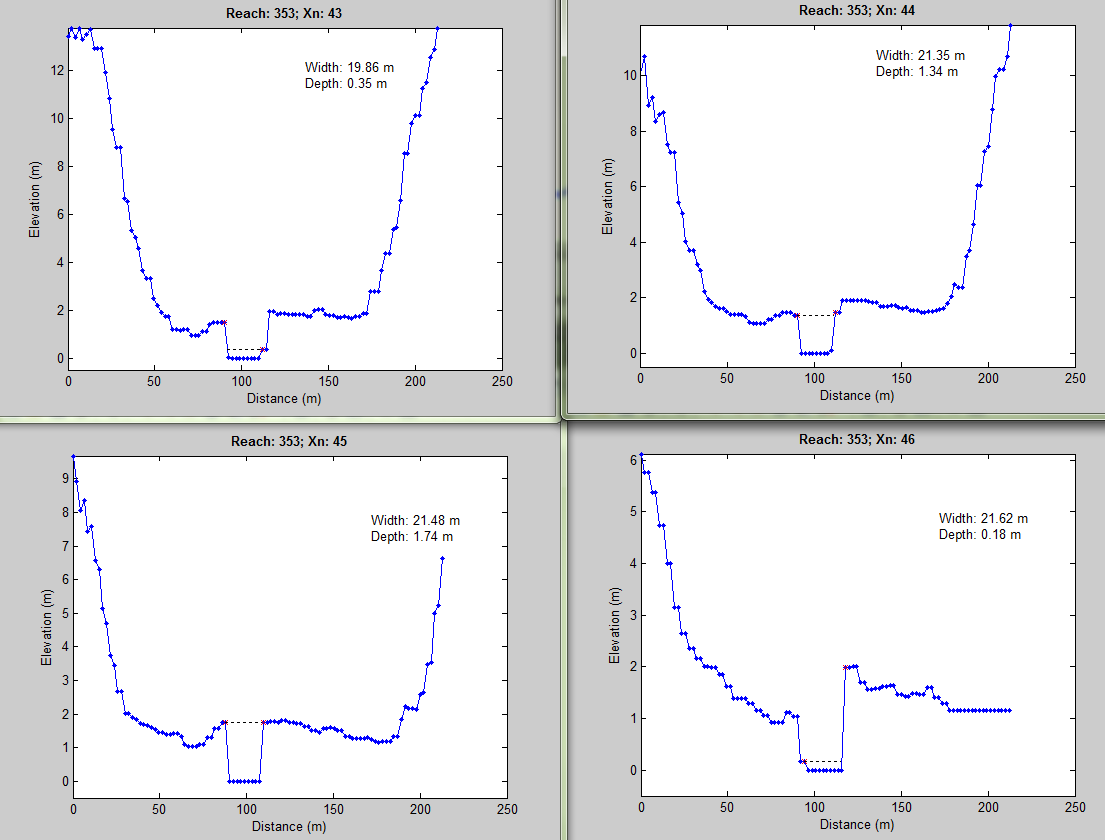 Reach: 353; Xn: 43
Width: 19.86 m
Depth: 0.35 m
12
10
8
6
4
2
0
Elevation (m)
0 50 100 150 200 250
Distance (m)
Reach: 353; Xn: 44
Width: 21.35 m
Depth: 1.34 m
10
8
6
4
2
0
Elevation (m)
0 50 100 150 200 250
Distance (m)
Reach: 353; Xn: 45
Width: 21.48 m
Depth: 1.74 m
9
8
7
6
5
4
3
2
1
0
Elevation (m)
0 50 100 150 200 250
Distance (m)
Reach: 353; Xn: 46
Width: 21.62 m
Depth: 0.18 m
6
5
4
3
2
1
0
Elevation (m)
0 50 100 150 200 250
Distance (m)